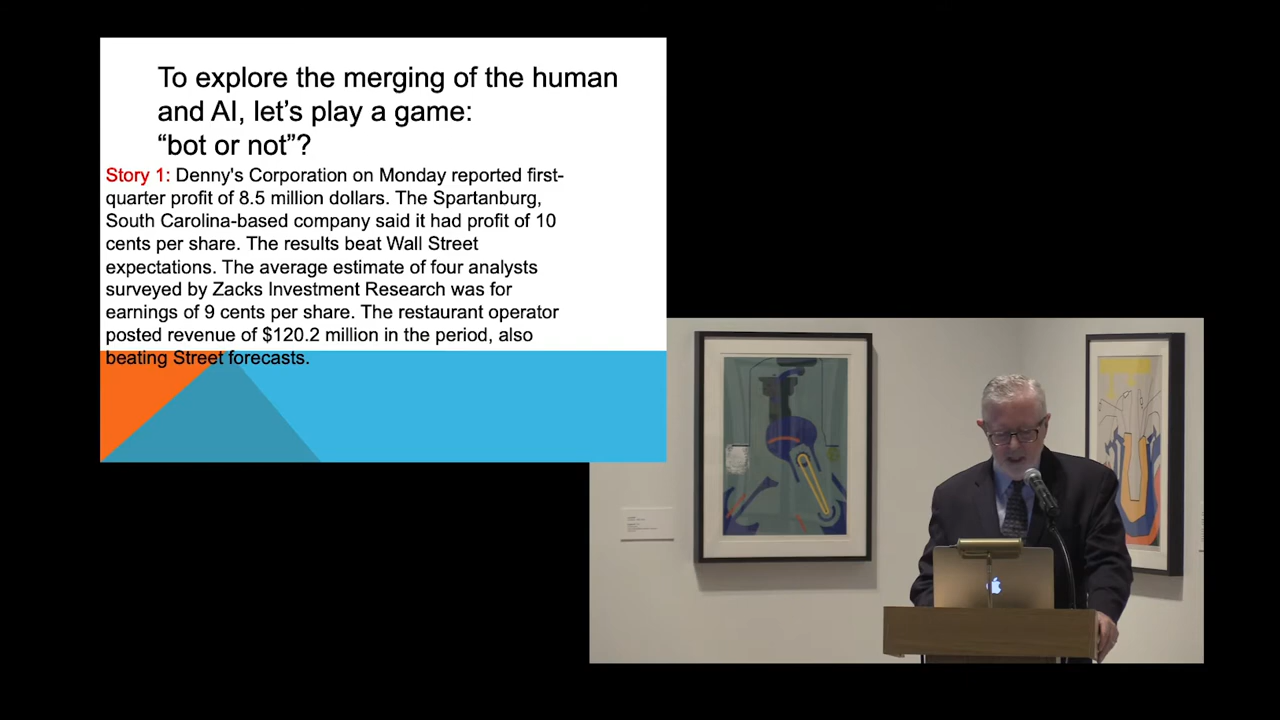 To explore the merging of the human
and AI, let’s play a game:
“bot or not”?
Story 1: Denny's Corporation on Monday reported first-
quarter profit of 8.5 million dollars. The Spartanburg,
South Carolina-based company said it had profit of 10
cents per share. The results beat Wall Street
expectations. The average estimate of four analysts
surveyed by Zacks Investment Research was for
earnings of 9 cents per share. The restaurant operator
posted revenue of $120.2 million in the period, also
beating Street forecasts.